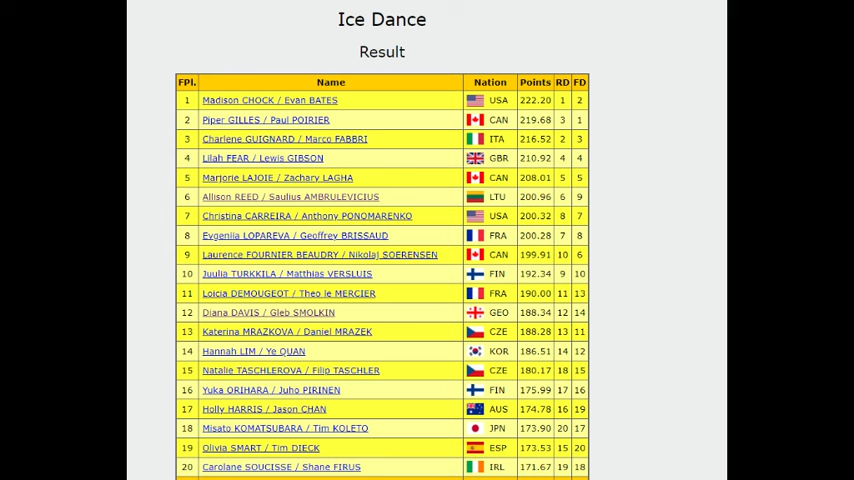 Ice Dance
Result
FPl. Name Nation Points RD FD
1 Madison CHOCK / Evan BATES USA 222.20 1 2
2 Piper GILLES / Paul POIRIER CAN 219.68 3 1
3 Charlene GUIGNARD / Marco FABBRI ITA 216.52 2 3
4 Lilah FEAR / Lewis GIBSON GBR 210.92 4 4
5 Marjorie LAJOIE / Zachary LAGHA CAN 208.01 5 5
6 Allison REED / Saulius AMBRULEVICIUS LTU 200.96 6 9
7 Christina CARREIRA / Anthony PONOMARENKO USA 200.32 8 7
8 Evgeniia LOPAREVA / Geoffrey BRISSAUD FRA 200.28 7 8
9 Laurence FOURNIER BEAUDRY / Nikolaj SOERENSEN CAN 199.91 10 6
10 Juulia TURKKILA / Matthias VERSLUIS FIN 192.34 9 10
11 Loicia DEMOUGEOT / Theo le MERCIER FRA 190.00 11 13
12 Diana DAVIS / Gleb SMOLKIN GEO 188.34 12 14
13 Katerina MRAZKOVA / Daniel MRAZEK CZE 188.28 13 11
14 Hannah LIM / Ye QUAN KOR 186.51 14 12
15 Natalie TASCHLEROVA / Filip TASCHLER CZE 180.17 18 15
16 Yuka ORIHARA / Juho PIRINEN FIN 175.99 17 16
17 Holly HARRIS / Jason CHAN AUS 174.78 16 19
18 Misato KOMATSUBARA / Tim KOLETO JPN 173.90 20 17
19 Olivia SMART / Tim DIECK ESP 173.53 15 20
20 Carolane SOUCISSE / Shane FIRUS IRL 171.67 19 18